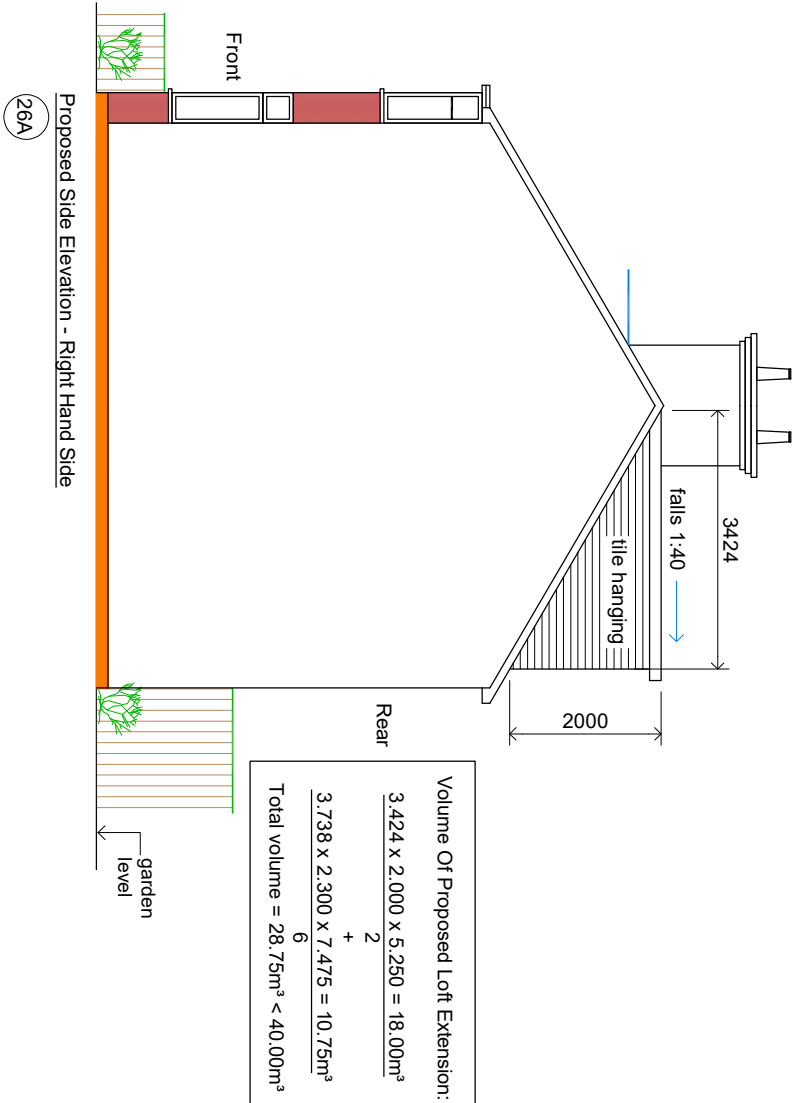 3424
falls 1:40
tile hanging
2000
Front
Rear
Volume Of Proposed Loft Extension:
3.424 x 2.000 x 5.250 = 18.00m³
2
+
3.738 x 2.300 x 7.475 = 10.75m³
6
Total volume = 28.75m³ < 40.00m³
garden
level
Proposed Side Elevation - Right Hand Side
26A